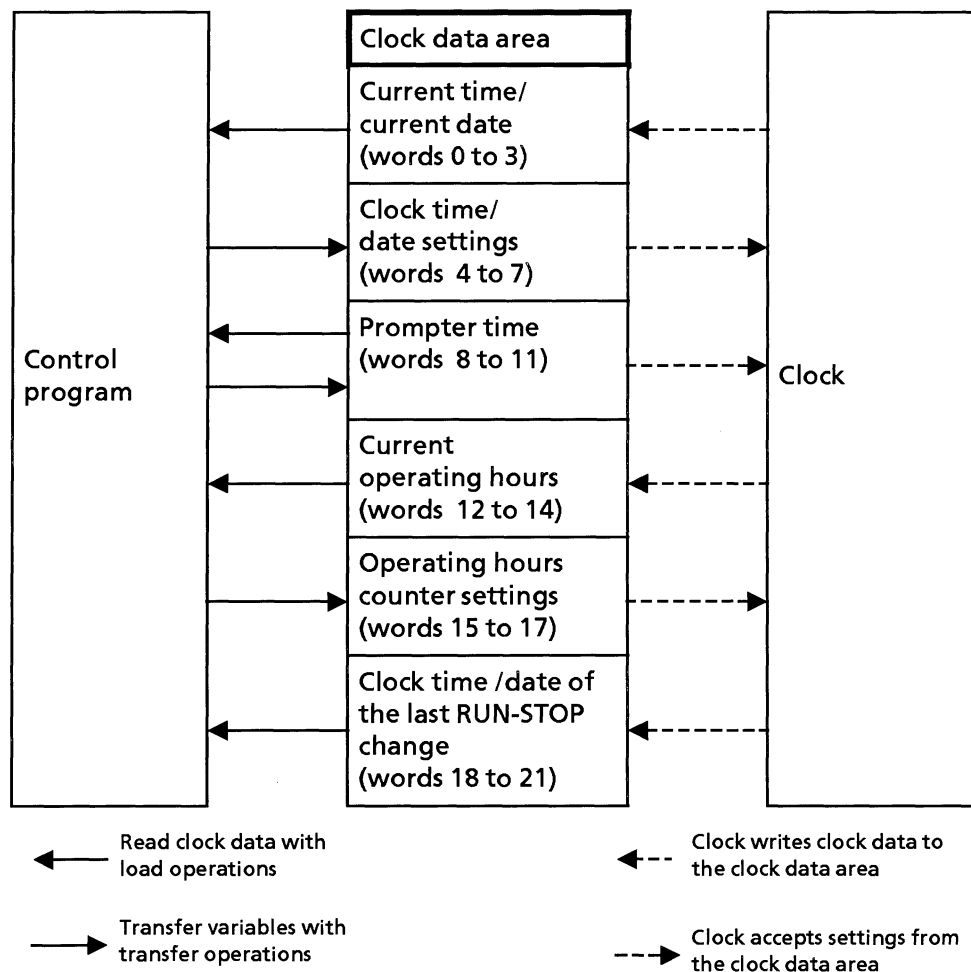 Clock data area
Current time/
current date
(words 0 to 3)
Clock time/
date settings
(words 4 to 7)
Prompter time
(words 8 to 11)
Control
program
Clock
Current
operating hours
(words 12 to 14)
Operating hours
counter settings
(words 15 to 17)
Clock time /date of
the last RUN-STOP
change
(words 18 to 21)
Read clock data with
load operations
Clock writes clock data to
the clock data area
Transfer variables with
transfer operations
Clock accepts settings from
the clock data area